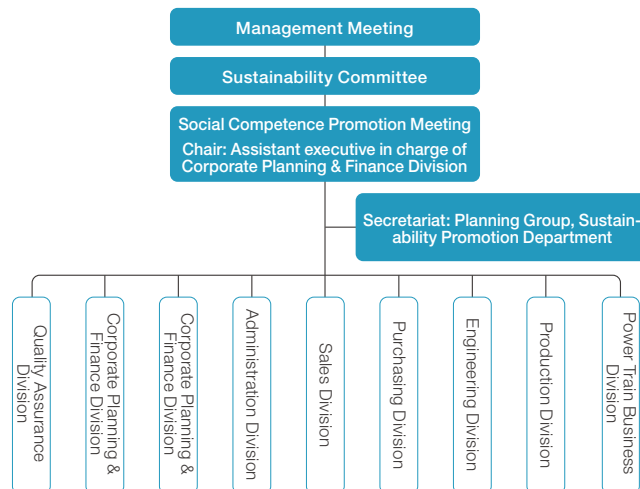 Management Meeting
Sustainability Committee
Social Competence Promotion Meeting
Chair: Assistant executive in charge of
Corporate Planning & Finance Division
Secretariat: Planning Group, Sustain-
ability Promotion Department
Quality Assurance
Division
Corporate Planning &
Finance Division
Corporate Planning &
Finance Division
Administration Division
Sales Division
Purchasing Division
Engineering Division
Production Division
Power Train Business
Division